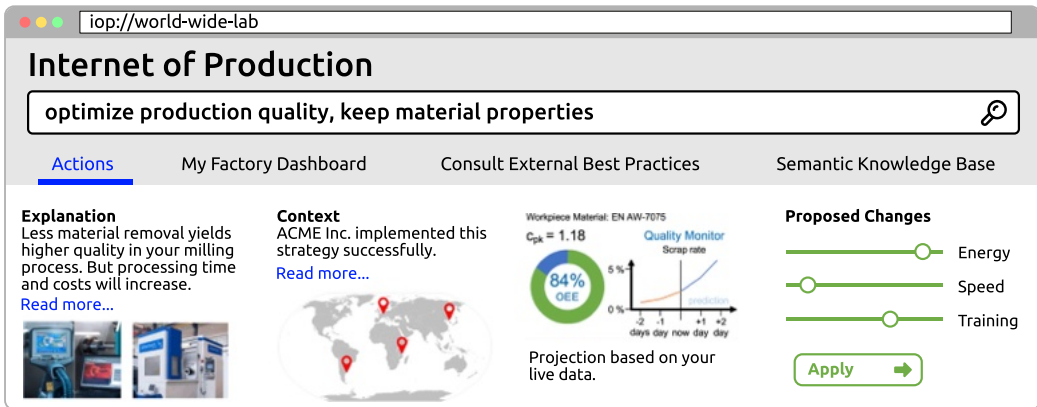 iop://world-wide-lab
Internet of Production
optimize production quality, keep material properties
Actions
My Factory Dashboard
Consult External Best Practices
Semantic Knowledge Base
Explanation
Less material removal yields
higher quality in your milling
process. But processing time
and costs will increase.
Read more...
Context
ACME Inc. implemented this
strategy successfully.
Read more...
Workpiece Material: EN AW-7075
cpk = 1.18
84%
OEE
Quality Monitor
Scrap rate
5 %
0 %
prediction
-2 -1 now +1 +2
days day day day
Projection based on your
live data.
Proposed Changes
Energy
Speed
Training
Apply